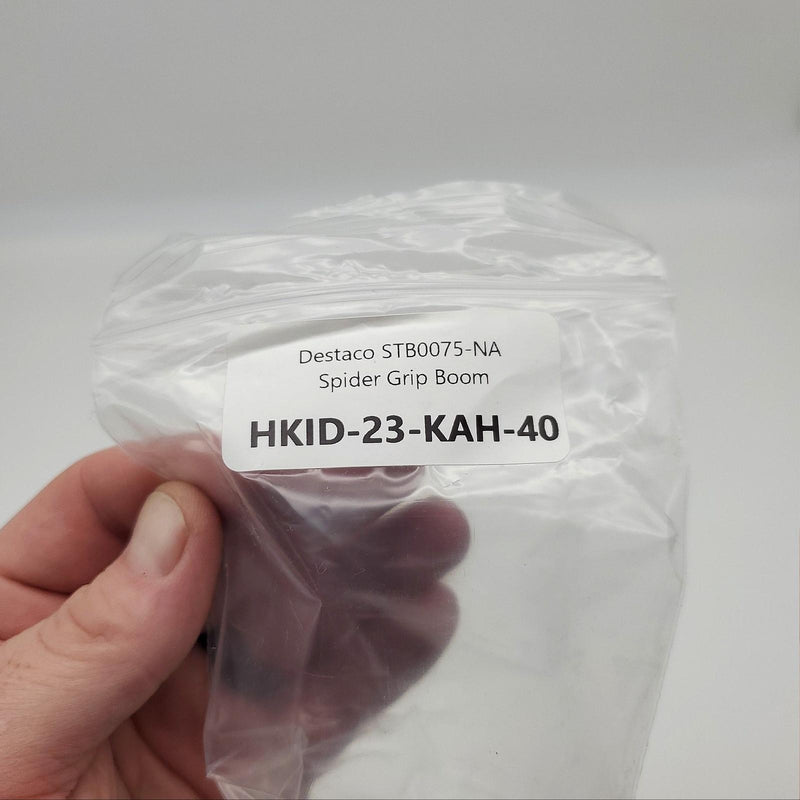 Destaco STB0075-NA
Spider Grip Boom
HKID-23-KAH-40